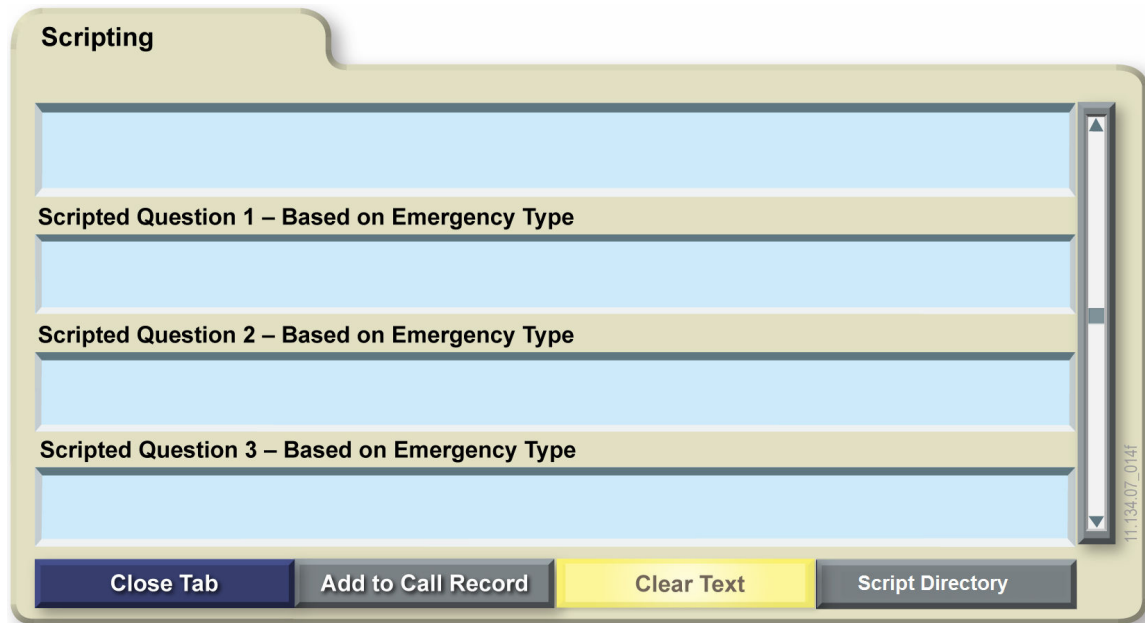 Scripting
Scripted Question 1 – Based on Emergency Type
Scripted Question 2 – Based on Emergency Type
Scripted Question 3 – Based on Emergency Type
Close Tab
Add to Call Record
Clear Text
Script Directory
11.134.07_014f